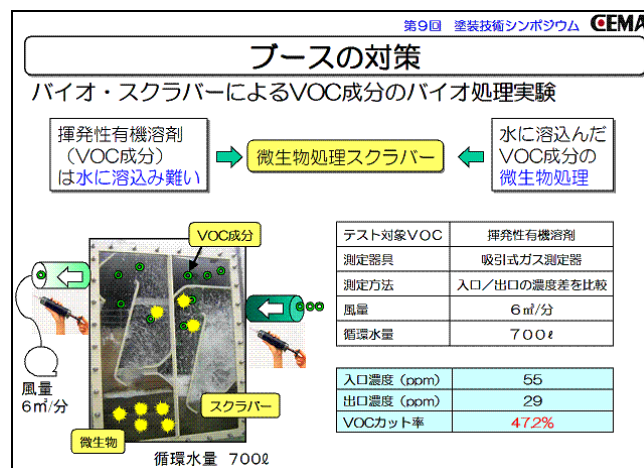 第9回 塗装技術シンポジウム CEMA
ブースの対策
バイオ・スクラバーによるVOC成分のバイオ処理実験
揮発性有機溶剤
(VOC成分)
は水に溶込み難い
微生物処理スクラバー
水に溶込んだ
VOC成分の
微生物処理
VOC成分
風量
6㎥/分
スクラバー
微生物
循環水量 700ℓ
テスト対象VOC 揮発性有機溶剤
測定器具 吸引式ガス測定器
測定方法 入口/出口の濃度差を比較
風量 6㎥/分
循環水量 700ℓ
入口濃度(ppm) 55
出口濃度(ppm) 29
VOCカット率 47.2%